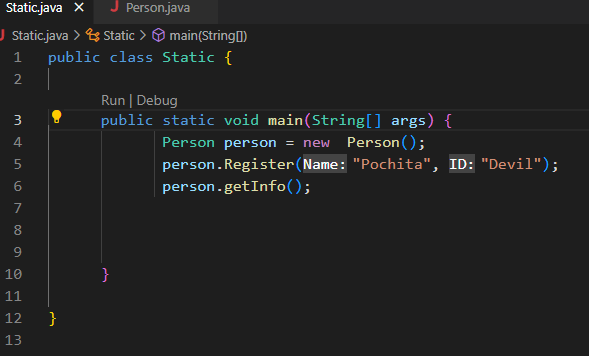 Static.java × J Person.java
J Static.java > Static > main(String[])
1 public class Static {
2
Run | Debug
3 public static void main(String[] args) {
4 Person person = new  Person();
5 person.Register(Name: "Pochita", ID: "Devil");
6 person.getInfo();
7
8
9
10 }
11
12 }
13